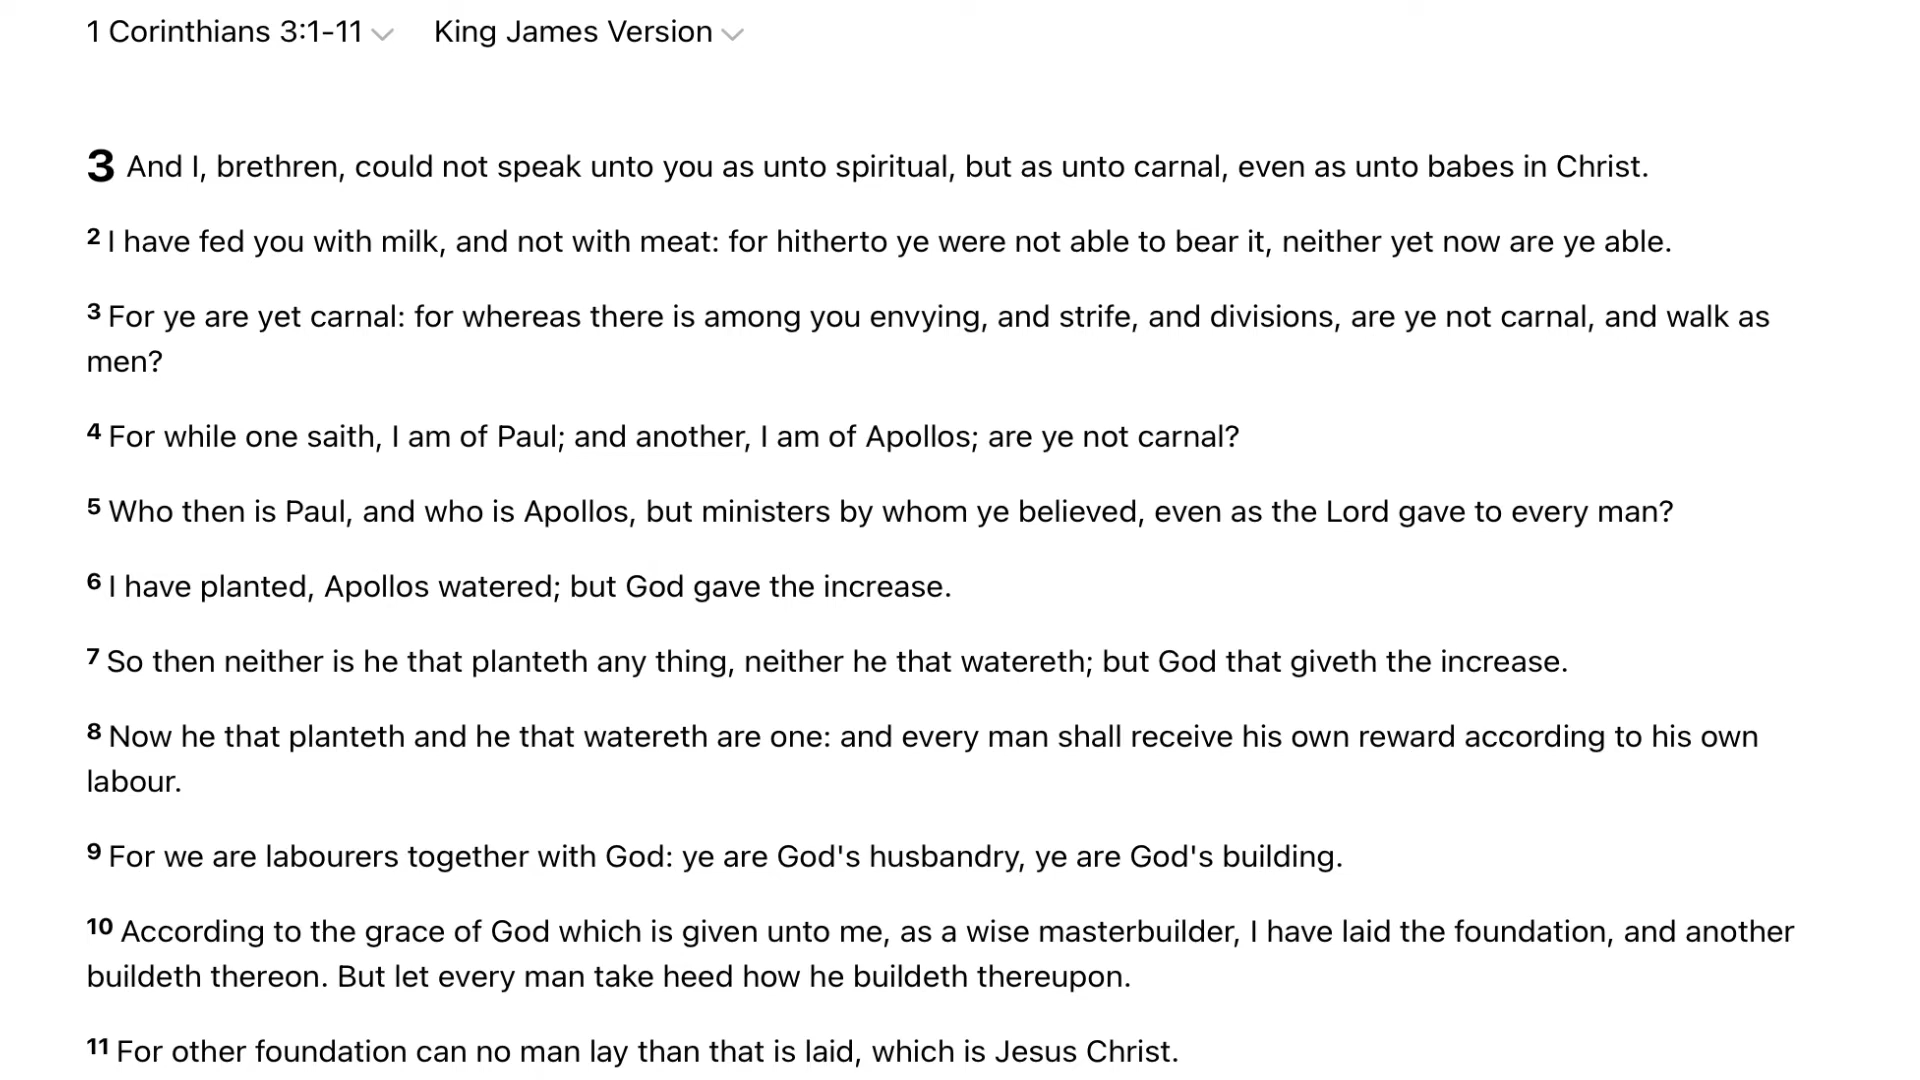 1 Corinthians 3:1-11 King James Version
3 And I, brethren, could not speak unto you as unto spiritual, but as unto carnal, even as unto babes in Christ.
2 I have fed you with milk, and not with meat: for hitherto ye were not able to bear it, neither yet now are ye able.
3 For ye are yet carnal: for whereas there is among you envying, and strife, and divisions, are ye not carnal, and walk as
men?
4 For while one saith, I am of Paul; and another, I am of Apollos; are ye not carnal?
5 Who then is Paul, and who is Apollos, but ministers by whom ye believed, even as the Lord gave to every man?
6 I have planted, Apollos watered; but God gave the increase.
7 So then neither is he that planteth any thing, neither he that watereth; but God that giveth the increase.
8 Now he that planteth and he that watereth are one: and every man shall receive his own reward according to his own
labour.
9 For we are labourers together with God: ye are God's husbandry, ye are God's building.
10 According to the grace of God which is given unto me, as a wise masterbuilder, I have laid the foundation, and another
buildeth thereon. But let every man take heed how he buildeth thereupon.
11 For other foundation can no man lay than that is laid, which is Jesus Christ.